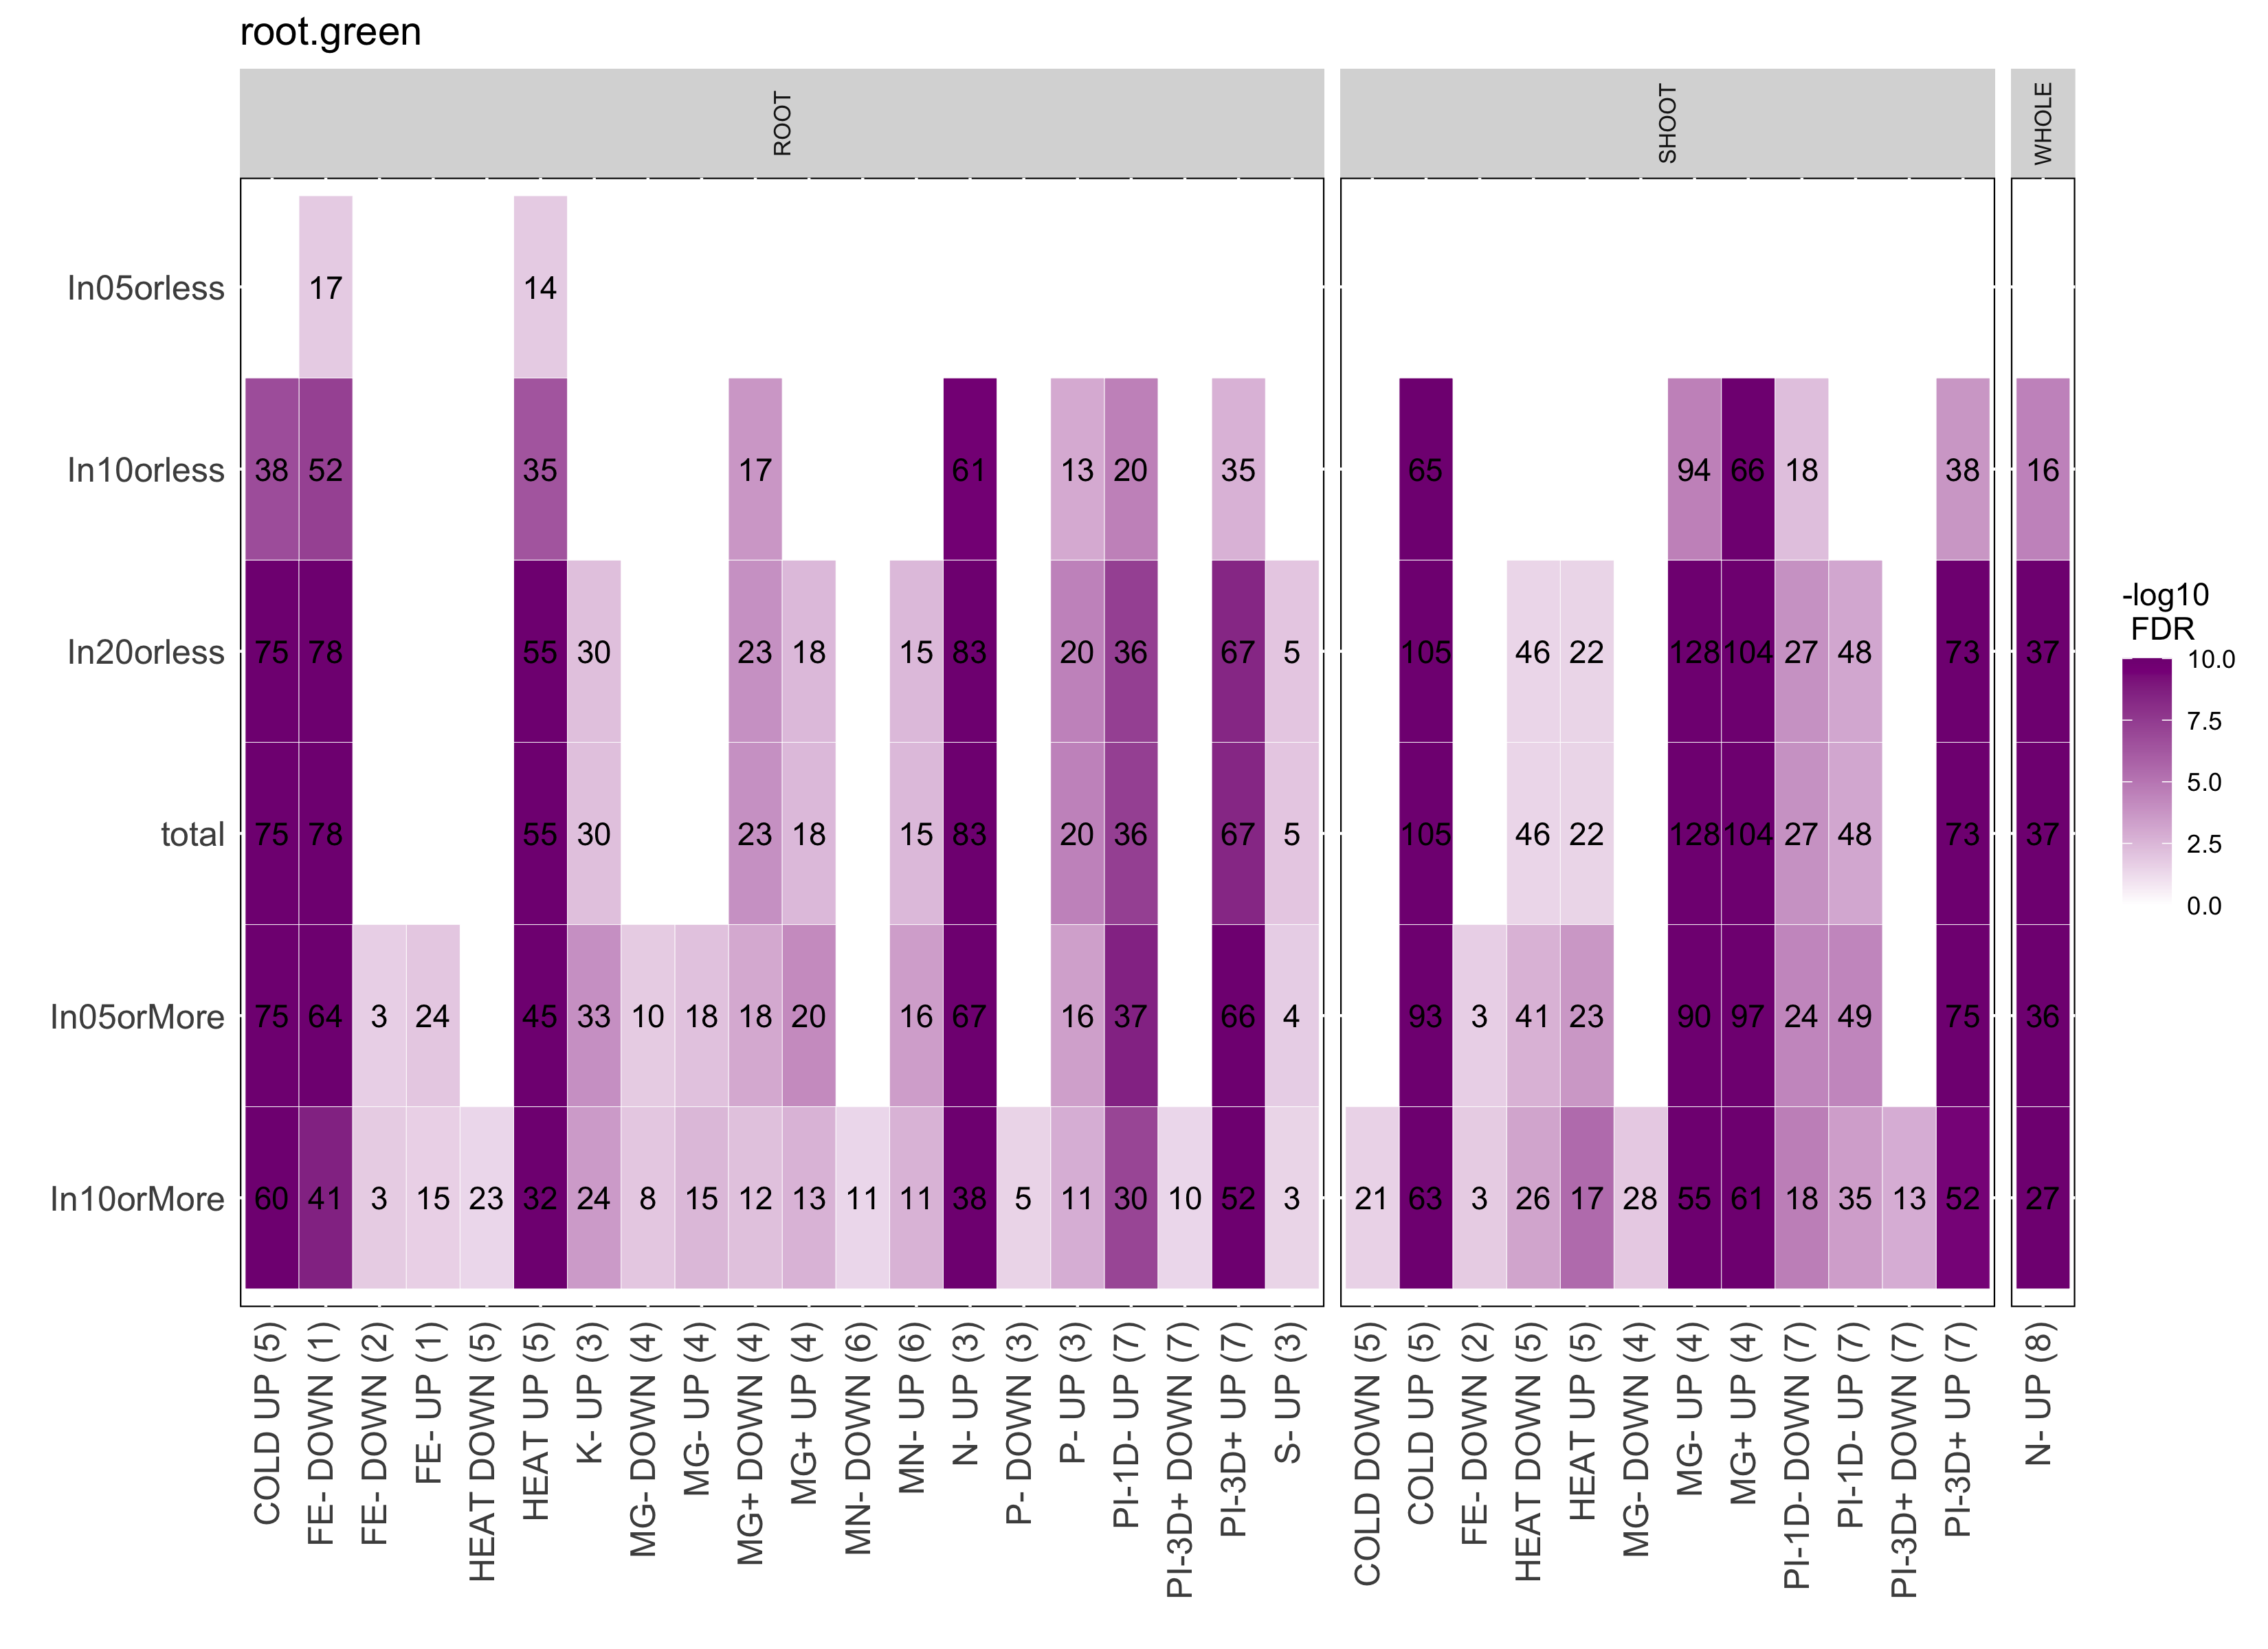 root.green
ROOT
SHOOT
WHOLE
In05orless
17
14
In10orless
38 52 35 17 61 13 20 35 65 94 66 18 38 16
In20orless
75 78 55 30 23 18 15 83 20 36 67 5 105 46 22 128 104 27 48 73 37
total
75 78 55 30 23 18 15 83 20 36 67 5 105 46 22 128 104 27 48 73 37
In05orMore
75 64 3 24 45 33 10 18 18 20 16 67 16 37 66 4 93 3 41 23 90 97 24 49 75 36
In10orMore
60 41 3 15 23 32 24 8 15 12 13 11 11 38 5 11 30 10 52 3 21 63 3 26 17 28 55 61 18 35 13 52 27
COLD UP (5)
FE- DOWN (1)
FE- DOWN (2)
FE- UP (1)
HEAT DOWN (5)
HEAT UP (5)
K- UP (3)
MG- DOWN (4)
MG- UP (4)
MG+ DOWN (4)
MG+ UP (4)
MN- DOWN (6)
MN- UP (6)
N- UP (3)
P- DOWN (3)
P- UP (3)
PI-1D- UP (7)
PI-3D+ DOWN (7)
PI-3D+ UP (7)
S- UP (3)
COLD DOWN (5)
COLD UP (5)
FE- DOWN (2)
HEAT DOWN (5)
HEAT UP (5)
MG- DOWN (4)
MG- UP (4)
MG+ UP (4)
PI-1D- DOWN (7)
PI-1D- UP (7)
PI-3D+ DOWN (7)
PI-3D+ UP (7)
N- UP (8)
-log10
FDR
10.0
7.5
5.0
2.5
0.0